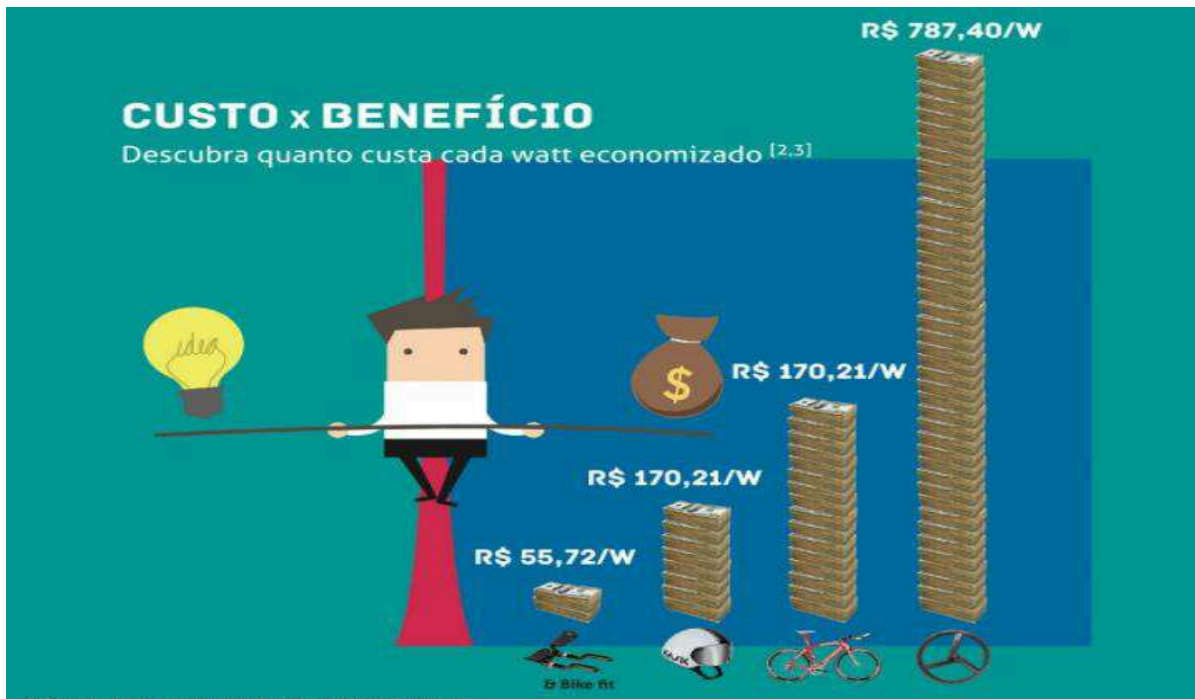 R$ 787,40/W
CUSTO x BENEFÍCIO
Descubra quanto custa cada watt economizado [2,3]
idea
$
R$ 170,21/W
R$ 170,21/W
R$ 55,72/W
& Bike fit